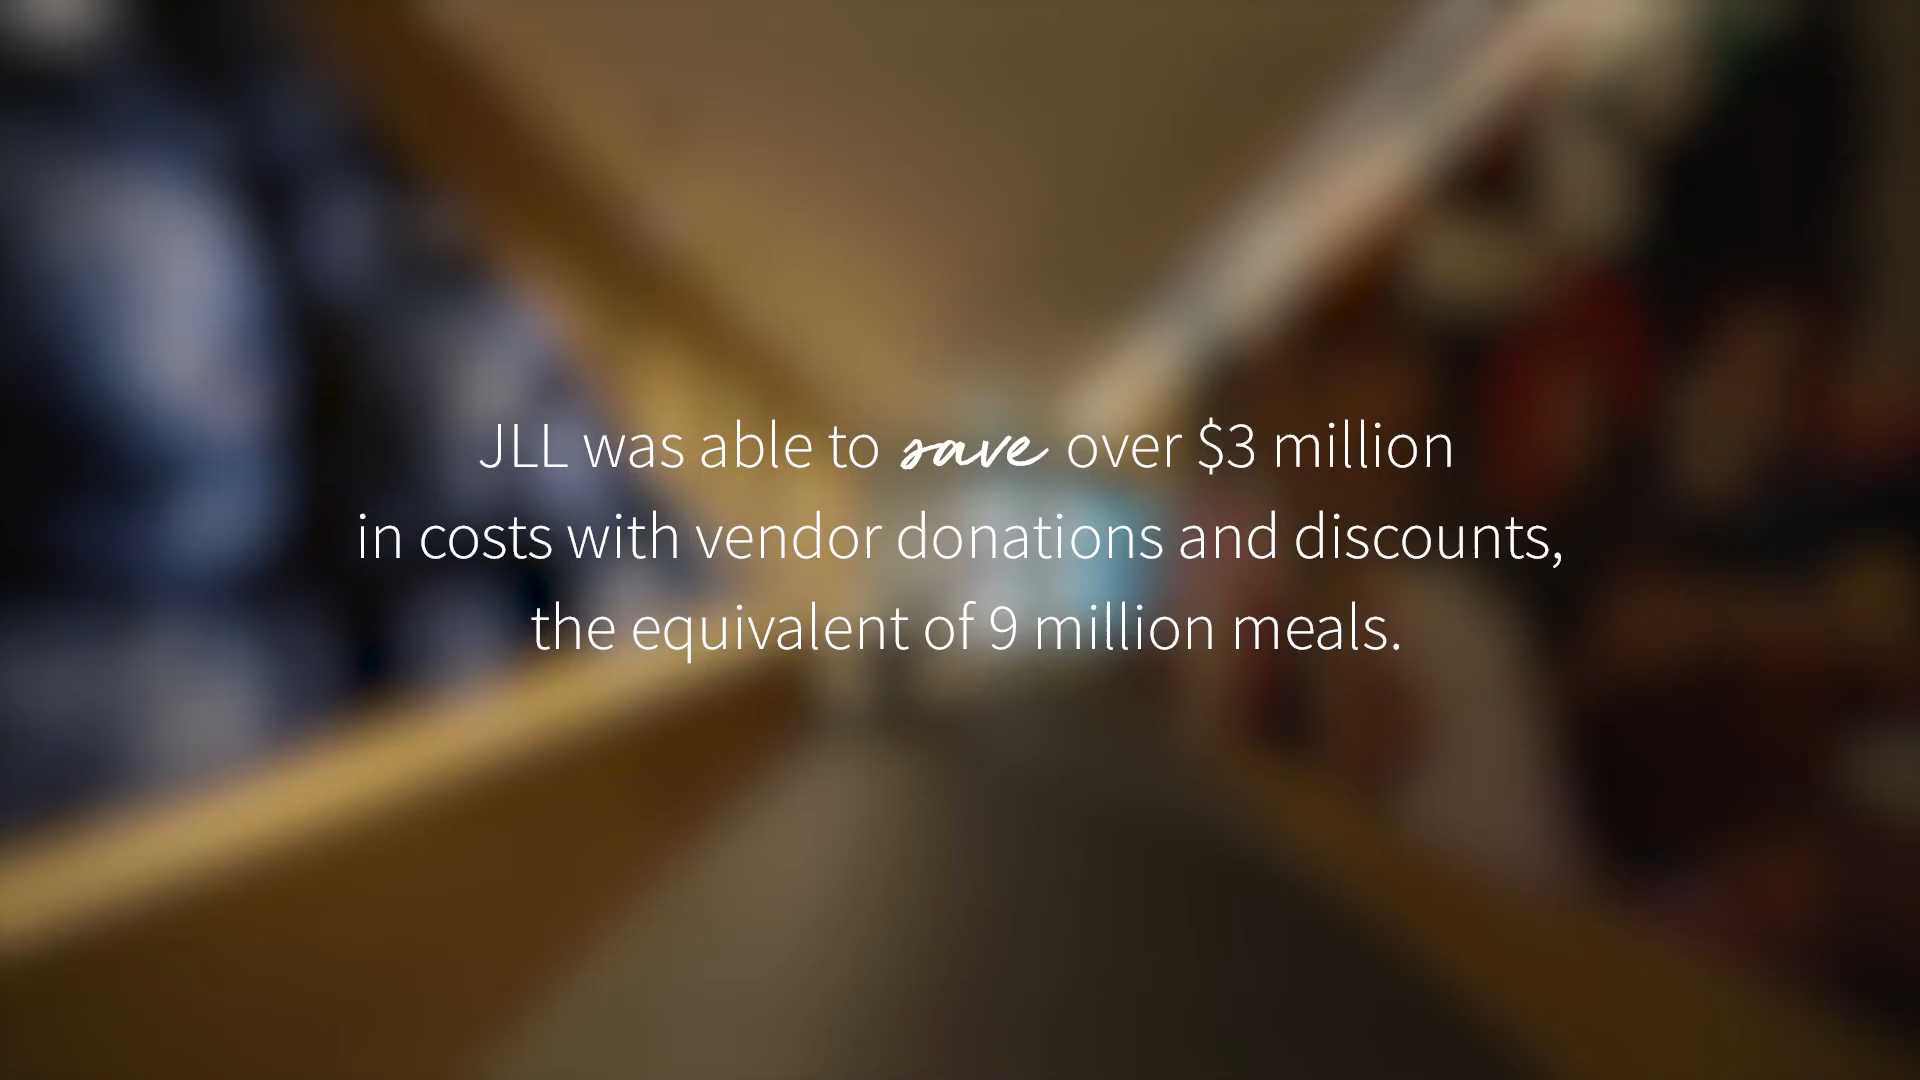 JLL was able to save over $3 million
in costs with vendor donations and discounts,
the equivalent of 9 million meals.